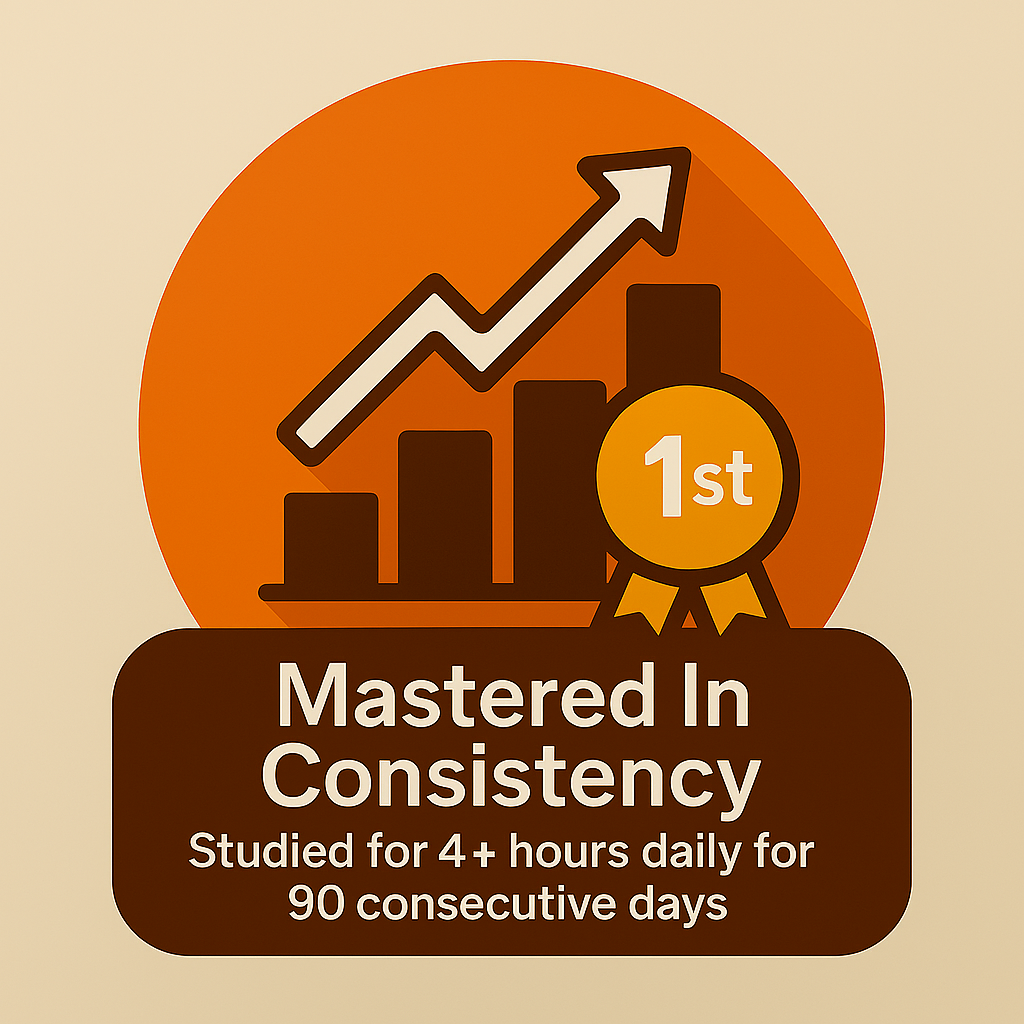 1st
Mastered In
Consistency
Studied for 4+ hours daily for
90 consecutive days